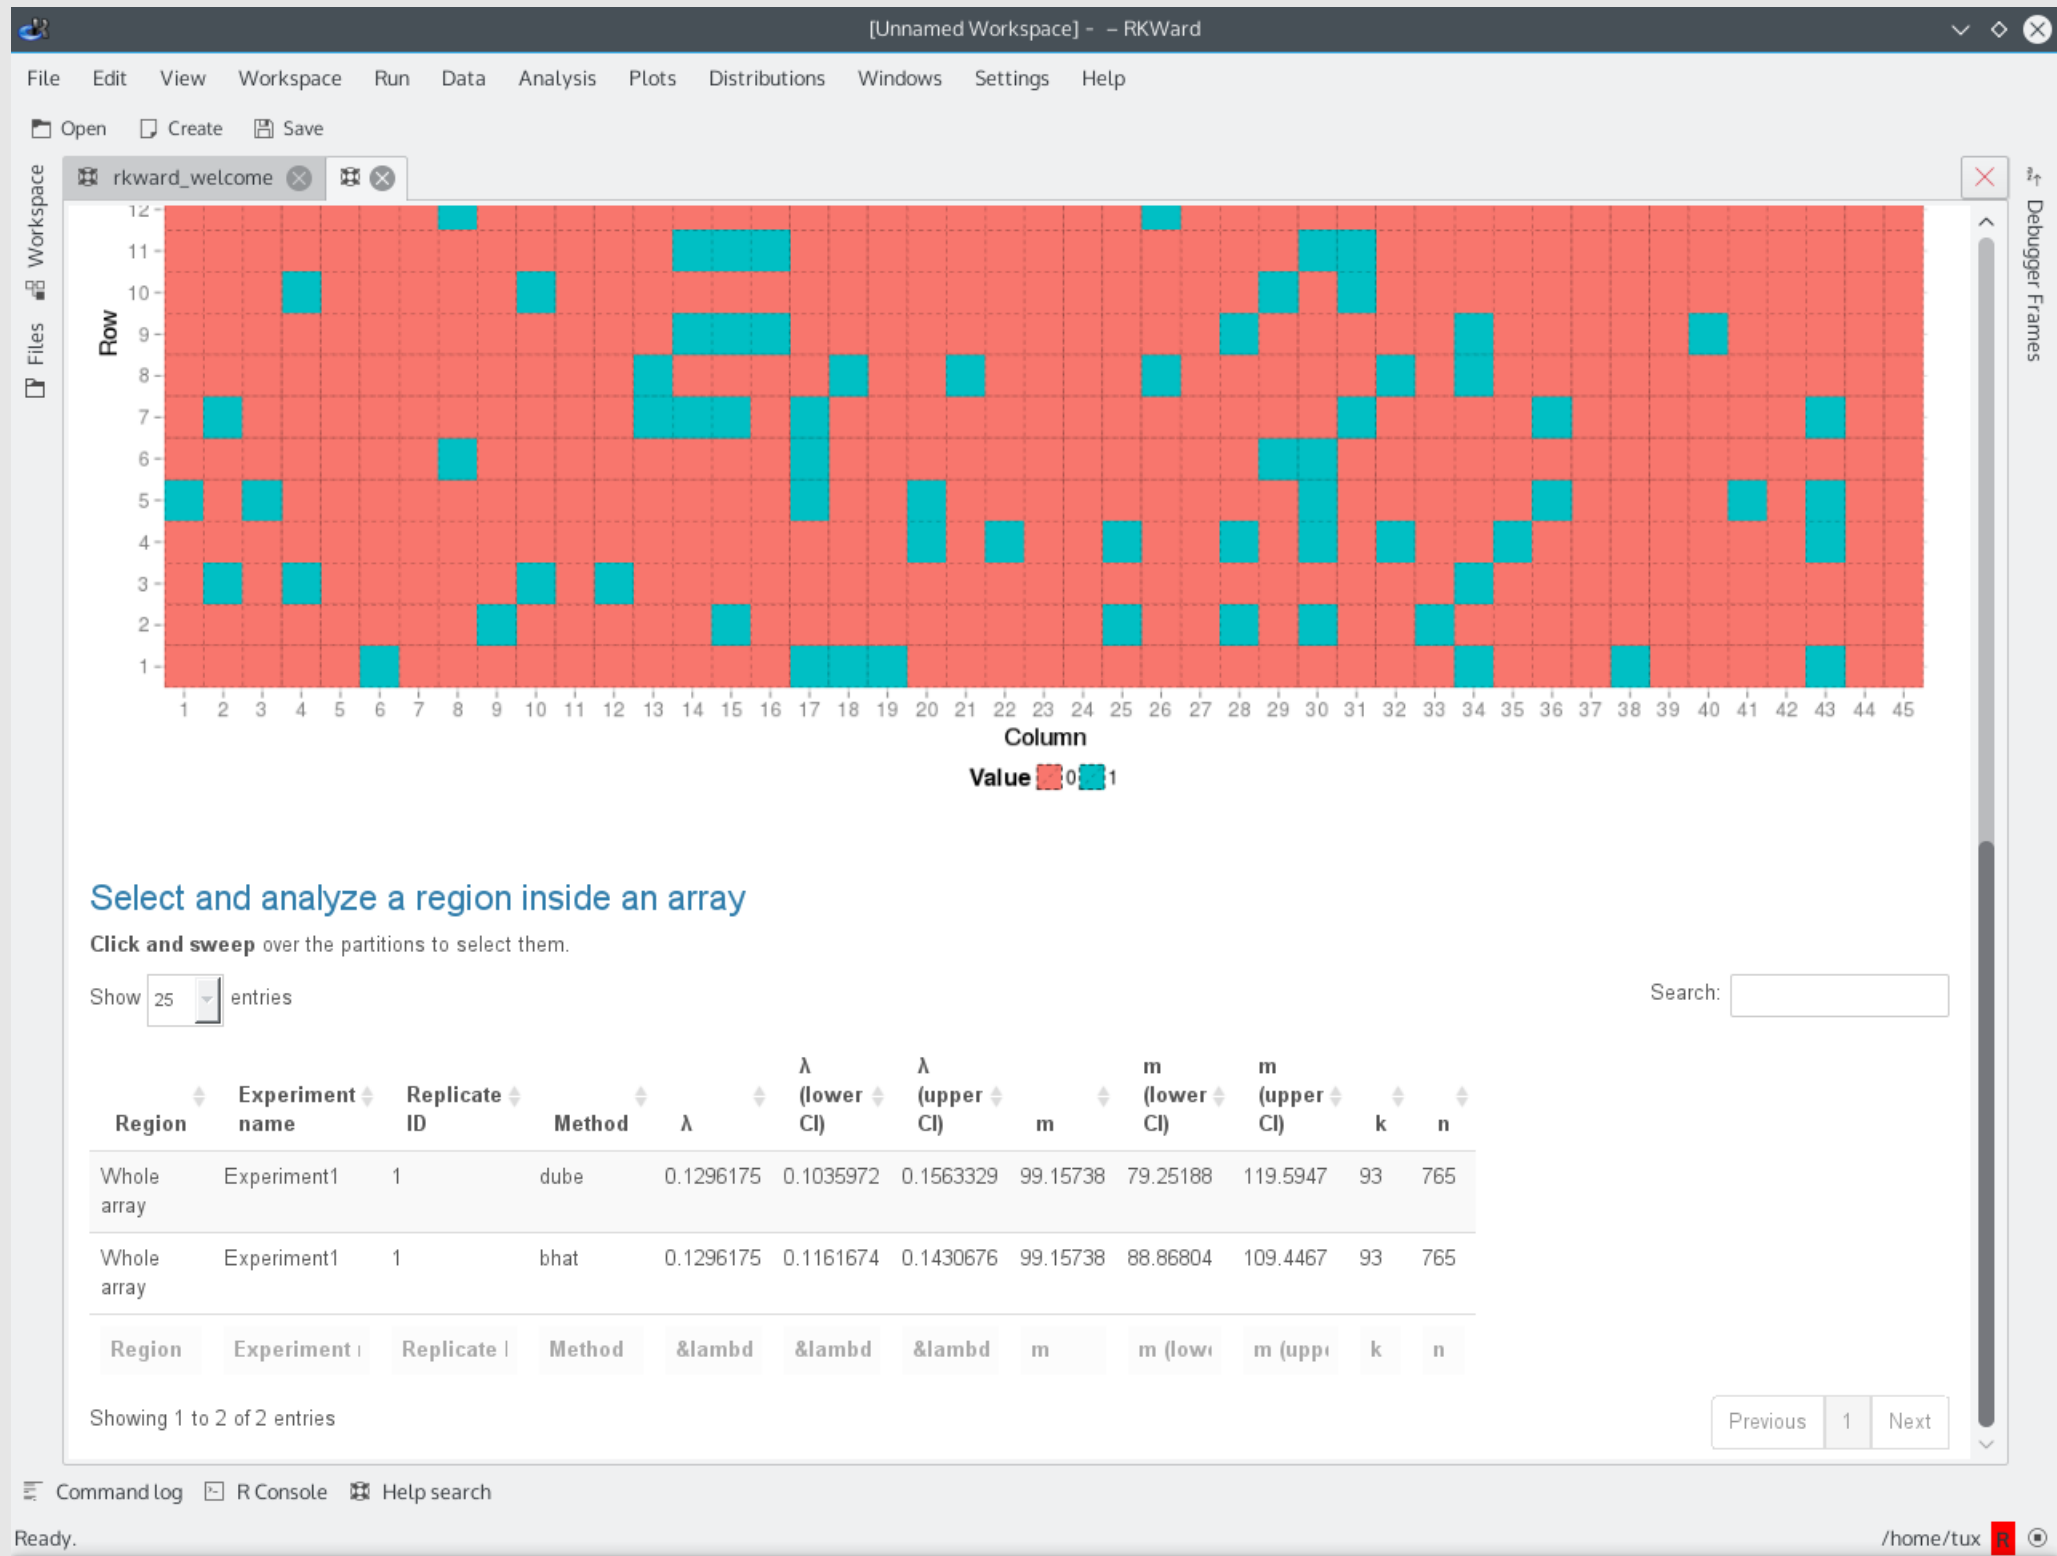 [Unnamed Workspace] - – RKWard
File Edit View Workspace Run Data Analysis Plots Distributions Windows Settings Help
Open Create Save
Workspace
Files
rkward_welcome
Debugger Frames
Row
12
11
10
9
8
7
6
5
4
3
2
1
1 2 3 4 5 6 7 8 9 10 11 12 13 14 15 16 17 18 19 20 21 22 23 24 25 26 27 28 29 30 31 32 33 34 35 36 37 38 39 40 41 42 43 44 45
Column
Value 0 1
Select and analyze a region inside an array
Click and sweep over the partitions to select them.
Show 25 entries
Search:
Region Experiment name Replicate ID Method λ λ (lower CI) λ (upper CI) m m (lower CI) m (upper CI) k n
Whole array Experiment1 1 dube 0.1296175 0.1035972 0.1563329 99.15738 79.25188 119.5947 93 765
Whole array Experiment1 1 bhat 0.1296175 0.1161674 0.1430676 99.15738 88.86804 109.4467 93 765
Region Experiment Replicate Method &lambd &lambd &lambd m m (low m (upp k n
Showing 1 to 2 of 2 entries
Previous 1 Next
Command log R Console Help search
Ready.
/home/tux R